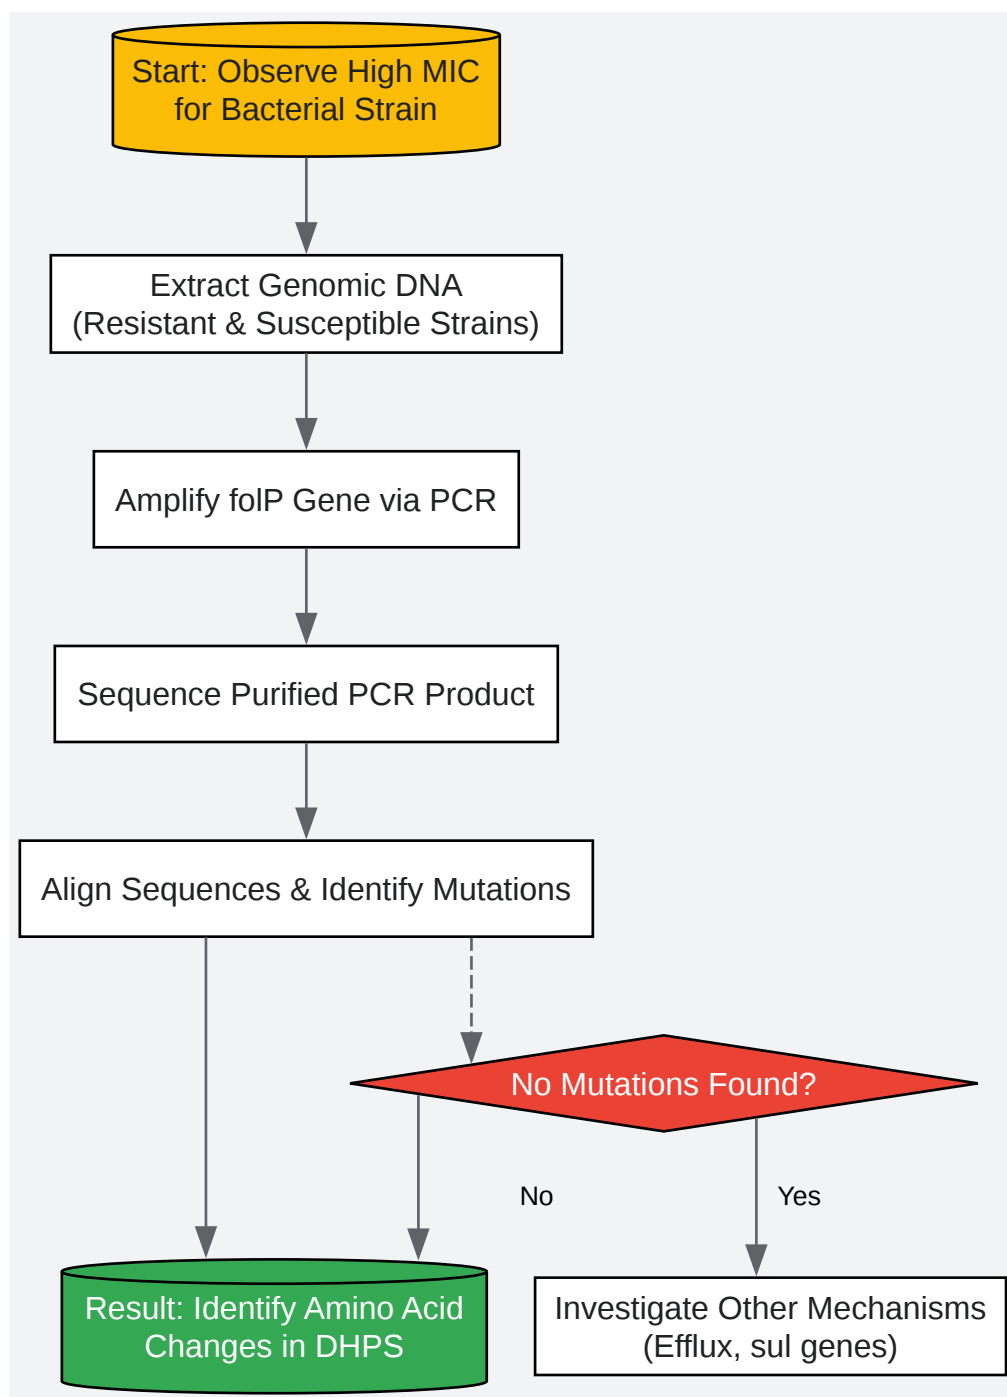 Start: Observe High MIC
for Bacterial Strain
Extract Genomic DNA
(Resistant & Susceptible Strains)
Amplify folP Gene via PCR
Sequence Purified PCR Product
Align Sequences & Identify Mutations
No Mutations Found?
No
Yes
Result: Identify Amino Acid
Changes in DHPS
Investigate Other Mechanisms
(Efflux, sul genes)